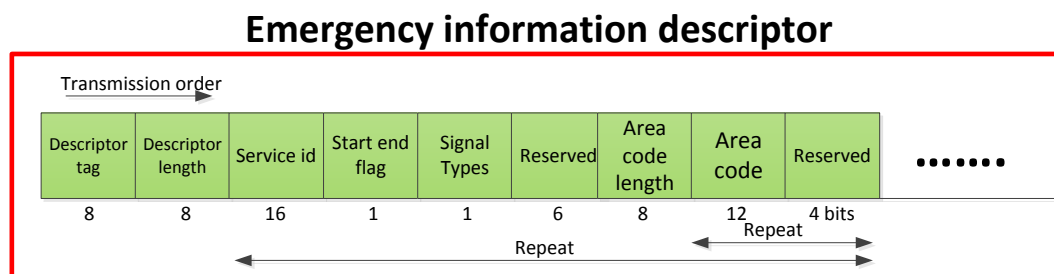 Emergency information descriptor
Transmission order
Descriptor tag
Descriptor length
Service id
Start end flag
Signal Types
Reserved
Area code length
Area code
Reserved
.......
8 8 16 1 1 6 8 12 4 bits
Repeat
Repeat